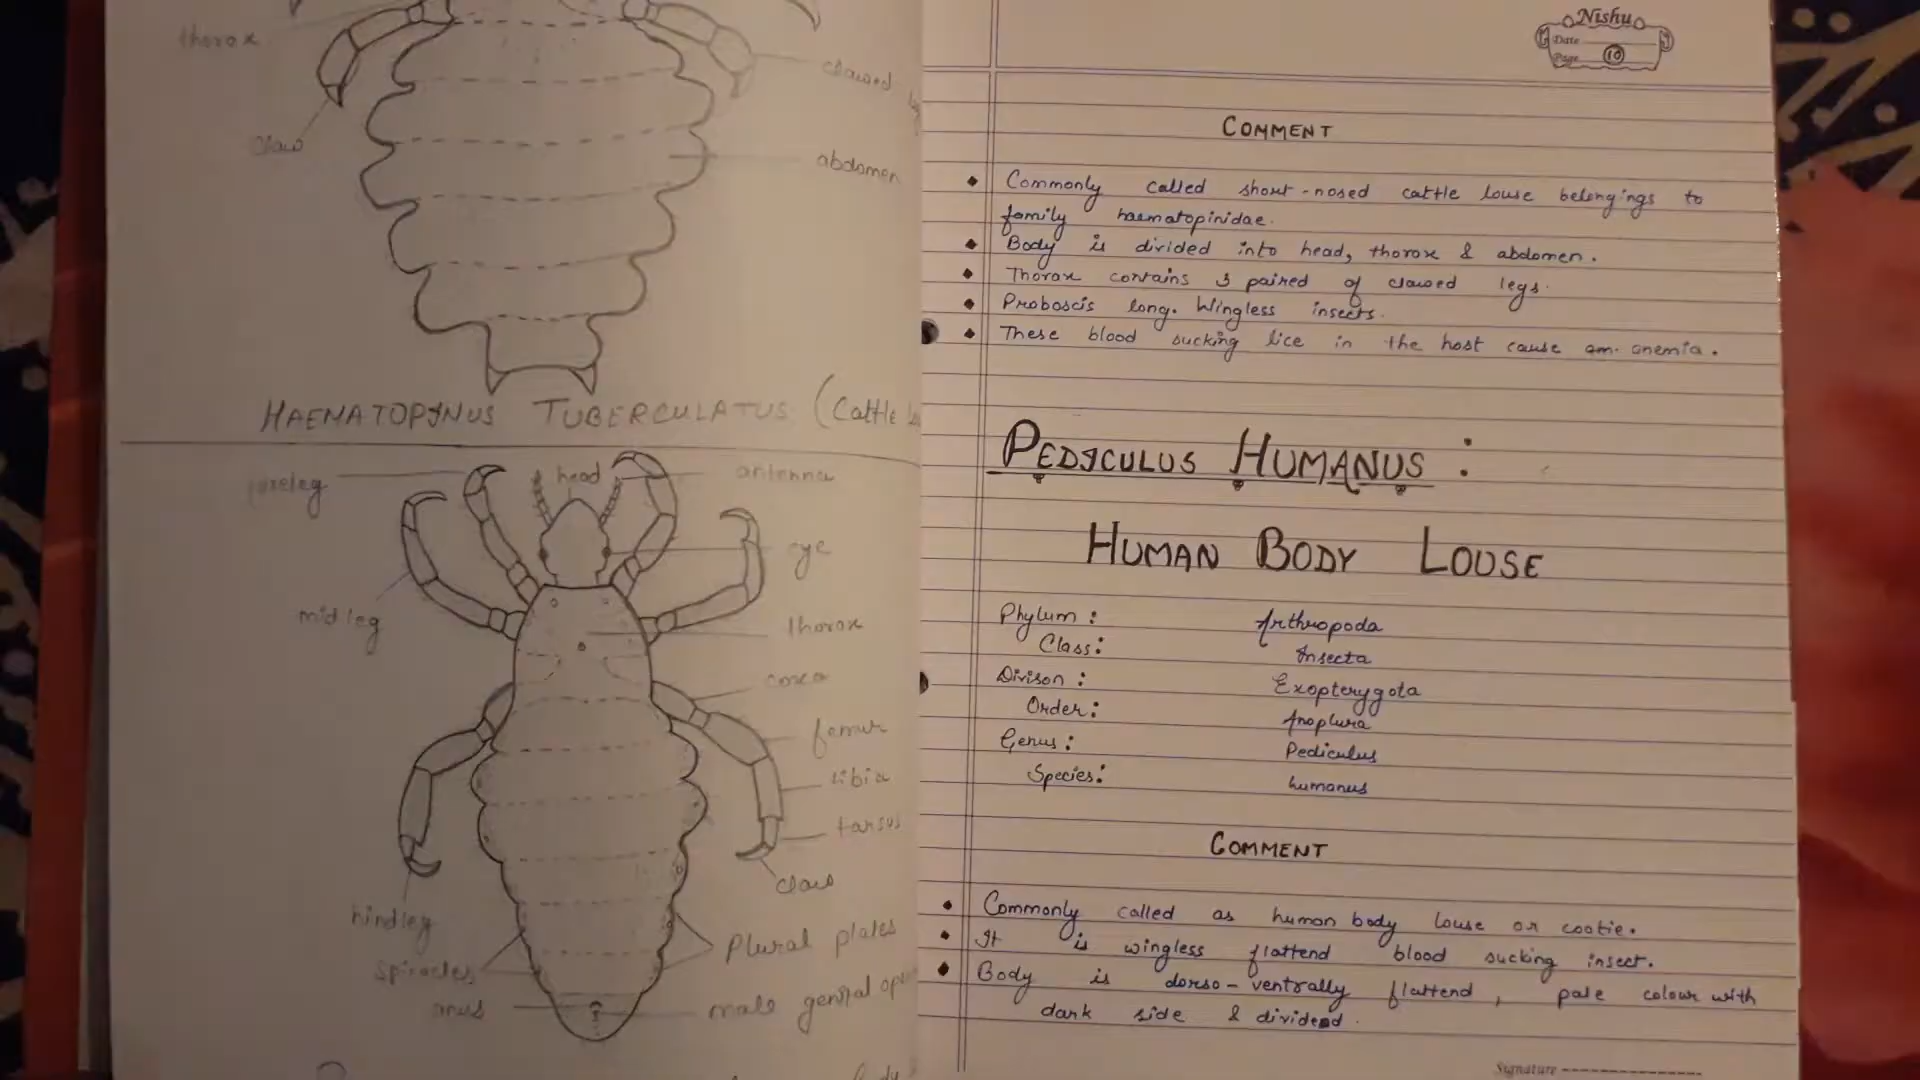 thorax
clawed
claw
abdomen
HAEMATOPINUS TUBERCULATUS (Cattle
foreleg
head
antenna
eye
midleg
thorax
coxa
femur
tibia
tarsus
claw
hindleg
Plural plates
spiracles
anus
male genital ope
Nishu
Date
Page 10
COMMENT
• Commonly called short-nosed cattle louse belongings to
family haematopinidae.
• Body is divided into head, thorax & abdomen.
• Thorax contains 3 paired of clawed legs.
• Proboscis long. Wingless insects.
• These blood sucking lice in the host cause an anemia.
PEDICULUS HUMANUS :
HUMAN BODY LOUSE
Phylum : Arthropoda
Class : Insecta
Divison : Exopterygota
Order : Anoplura
Genus : Pediculus
Species : humanus
COMMENT
• Commonly called as human body louse or cootie.
• It is wingless flattend blood sucking insect.
• Body is dorso-ventrally flattend, pale colour with
dark side & divided.
Signature